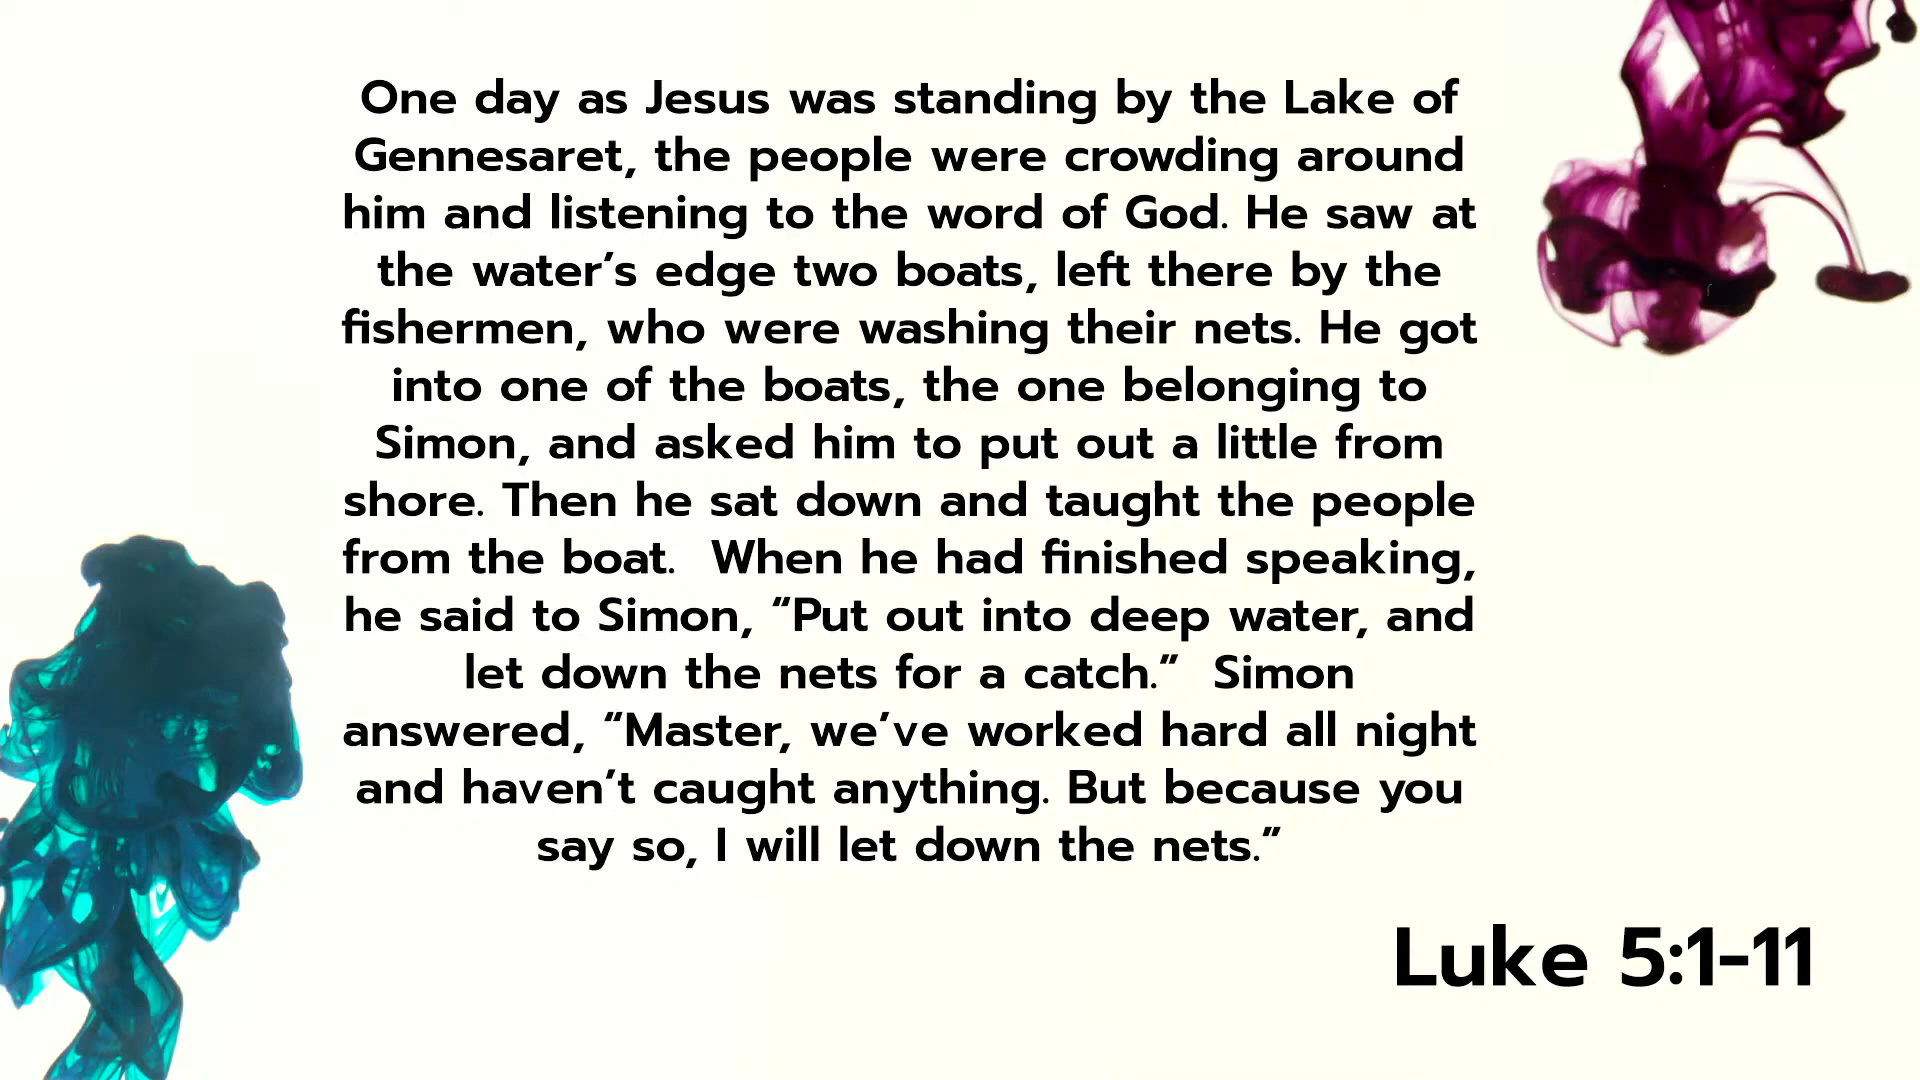 One day as Jesus was standing by the Lake of
Gennesaret, the people were crowding around
him and listening to the word of God. He saw at
the water’s edge two boats, left there by the
fishermen, who were washing their nets. He got
into one of the boats, the one belonging to
Simon, and asked him to put out a little from
shore. Then he sat down and taught the people
from the boat.  When he had finished speaking,
he said to Simon, “Put out into deep water, and
let down the nets for a catch.”  Simon
answered, “Master, we’ve worked hard all night
and haven’t caught anything. But because you
say so, I will let down the nets.”
Luke 5:1-11